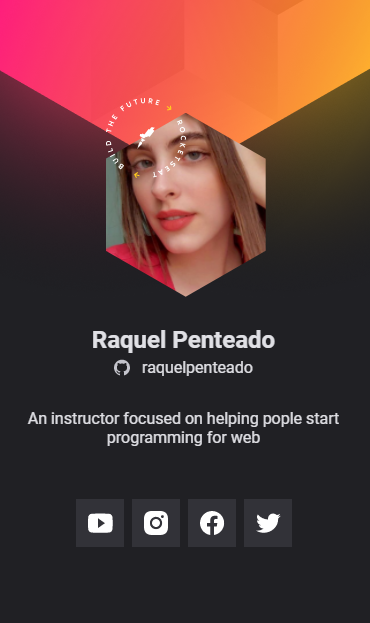 BUILD THE FUTURE → ROCKETSEAT →
Raquel Penteado
raquelpenteado
An instructor focused on helping pople start
programming for web